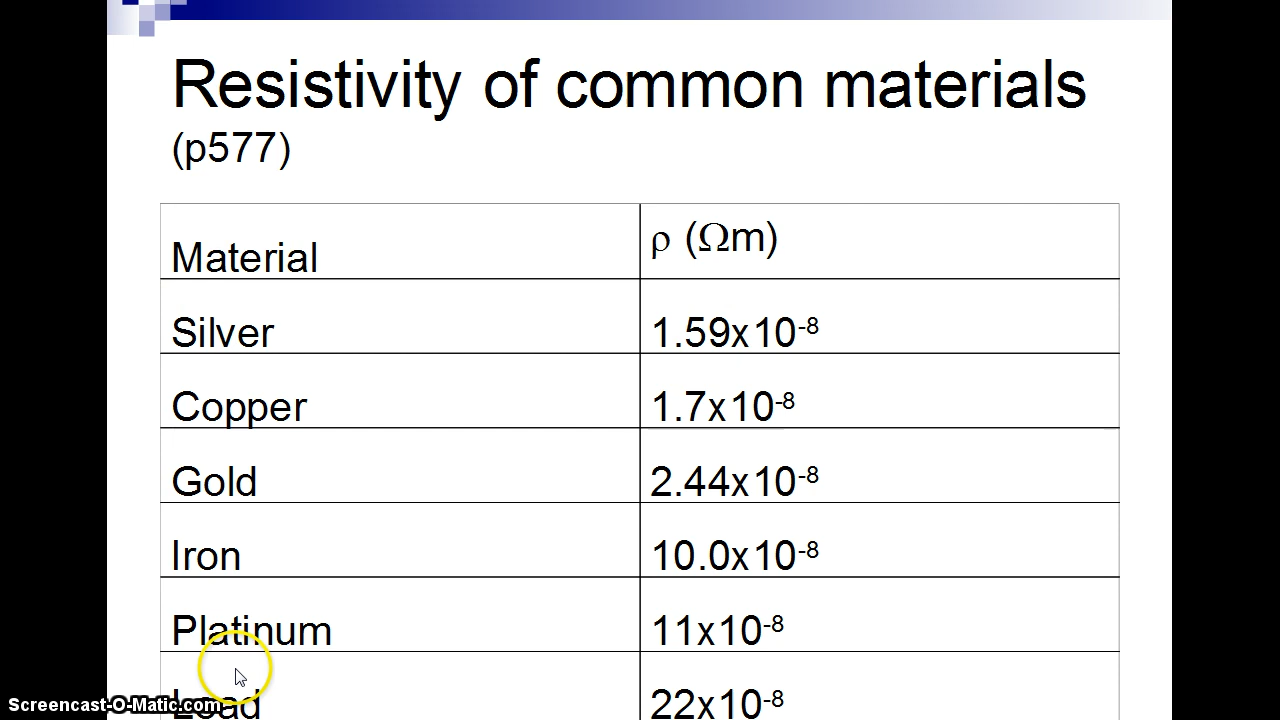 Resistivity of common materials
(p577)
Material ρ (Ωm)
Silver 1.59x10⁻⁸
Copper 1.7x10⁻⁸
Gold 2.44x10⁻⁸
Iron 10.0x10⁻⁸
Platinum 11x10⁻⁸
Lead 22x10⁻⁸
Screencast-O-Matic.com